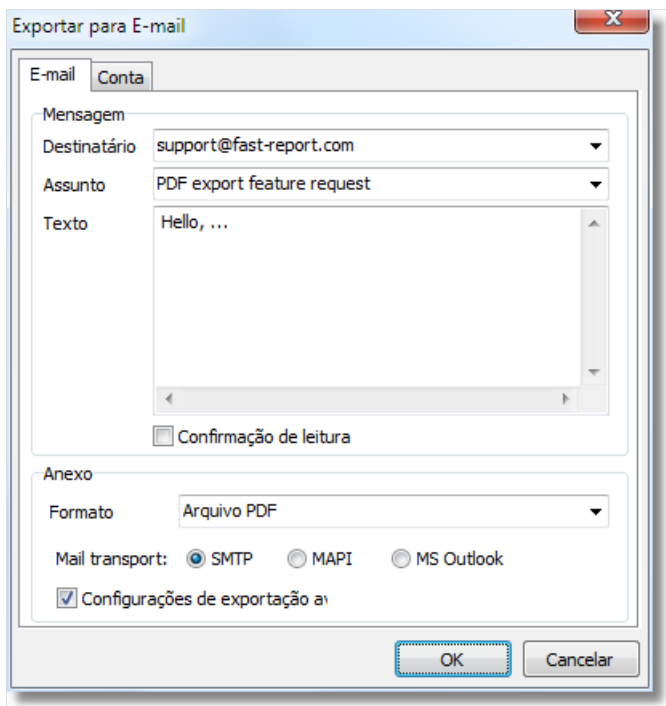 Exportar para E-mail
E-mail Conta
Mensagem
Destinatário support@fast-report.com
Assunto PDF export feature request
Texto Hello, ...
Confirmação de leitura
Anexo
Formato Arquivo PDF
Mail transport: SMTP MAPI MS Outlook
Configurações de exportação av
OK Cancelar